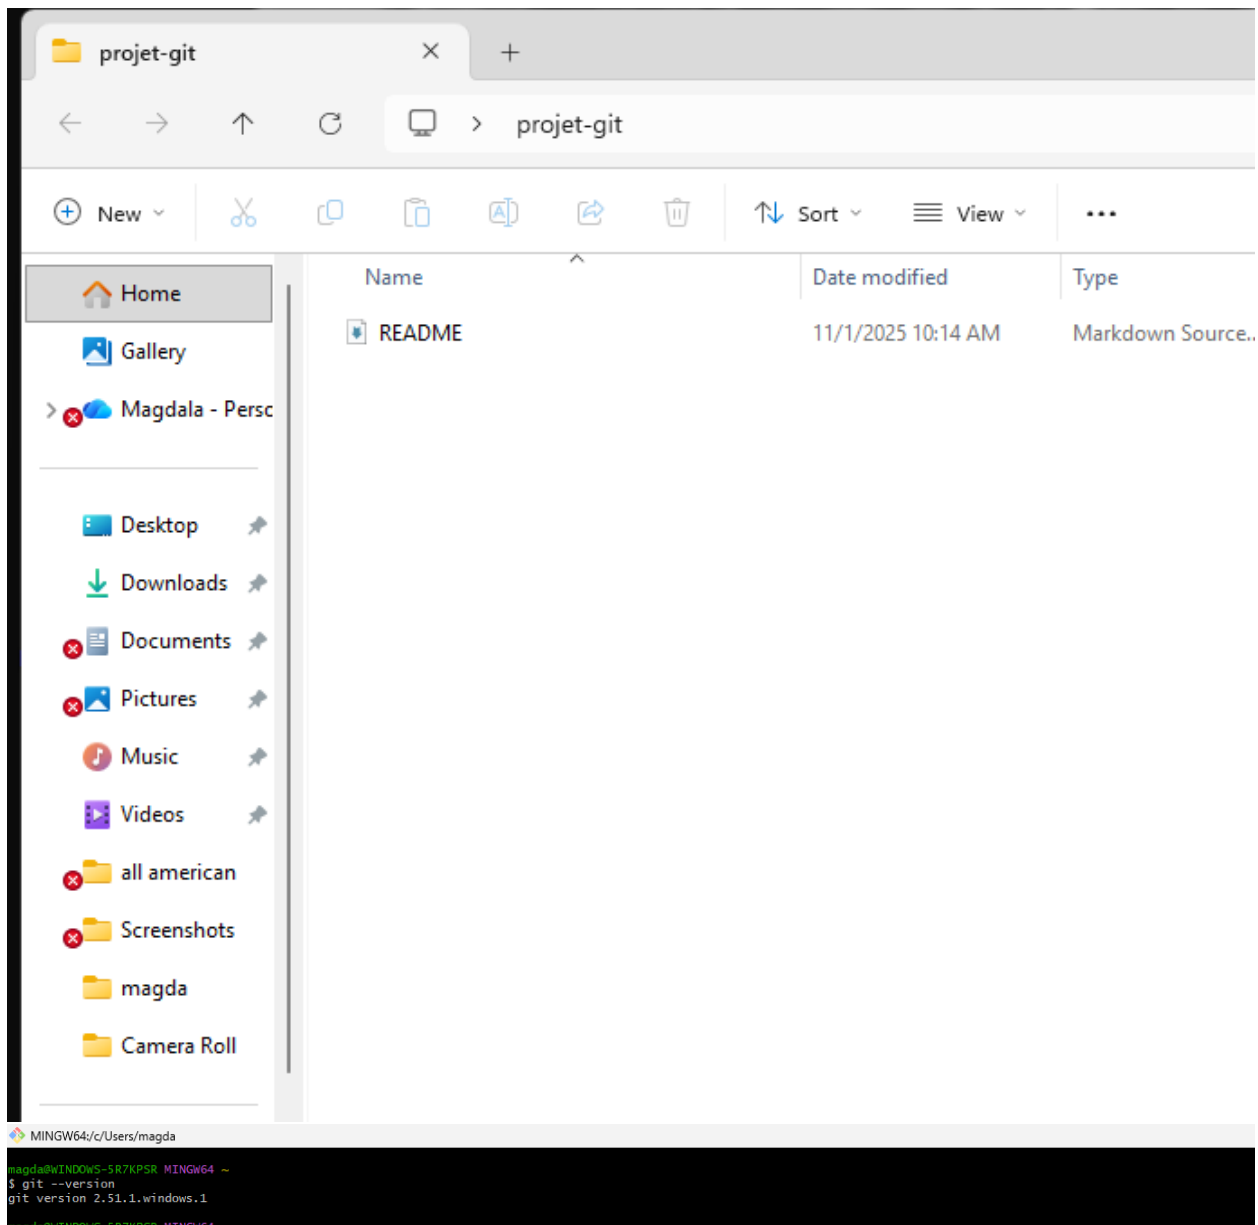 projet-git
projet-git
New
Sort
View
Name
Date modified
Type
Home
README
11/1/2025 10:14 AM
Markdown Source..
Gallery
Magdala - Perso
Desktop
Downloads
Documents
Pictures
Music
Videos
all american
Screenshots
magda
Camera Roll
MINGW64:/c/Users/magda
magda@WINDOWS-5R7KPSR MINGW64 ~
$ git --version
git version 2.51.1.windows.1